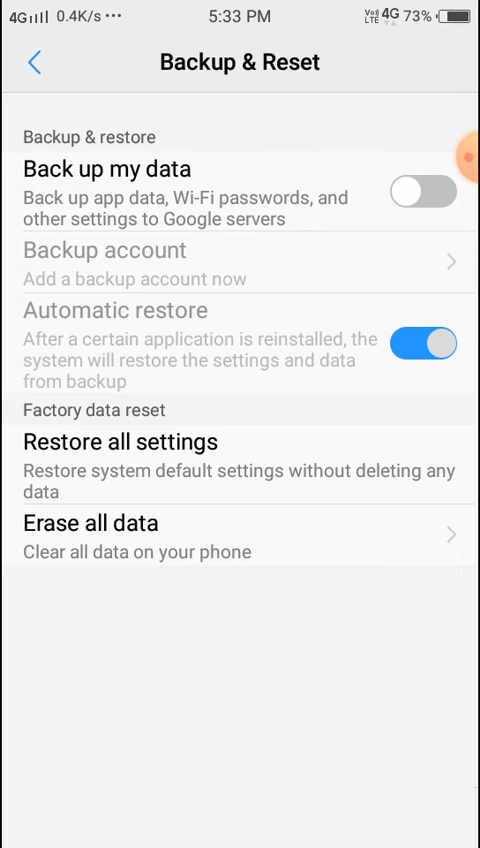 4G 0.4K/s ··· 5:33 PM VoD LTE 4G 73%
Backup & Reset
Backup & restore
Back up my data
Back up app data, Wi-Fi passwords, and
other settings to Google servers
Backup account
Add a backup account now
Automatic restore
After a certain application is reinstalled, the
system will restore the settings and data
from backup
Factory data reset
Restore all settings
Restore system default settings without deleting any
data
Erase all data
Clear all data on your phone